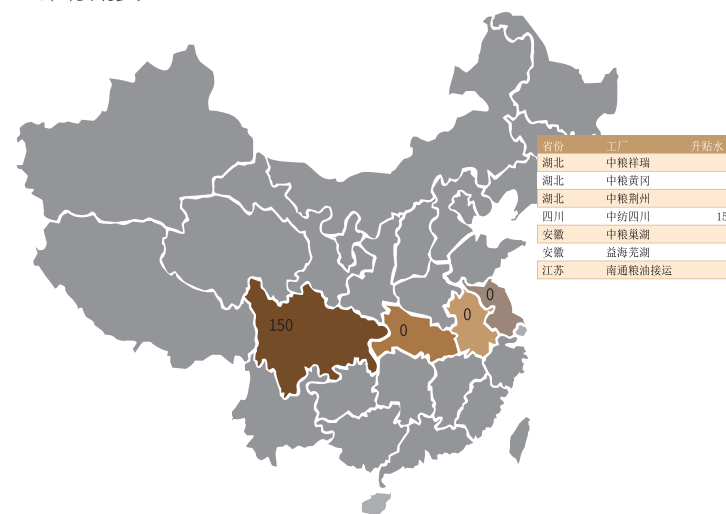 省份 工厂 升贴水
湖北 中粮祥瑞
湖北 中粮黄冈
湖北 中粮荆州
四川 中纺四川 15
安徽 中粮巢湖
安徽 益海芜湖
江苏 南通粮油接运
0
0
150
0